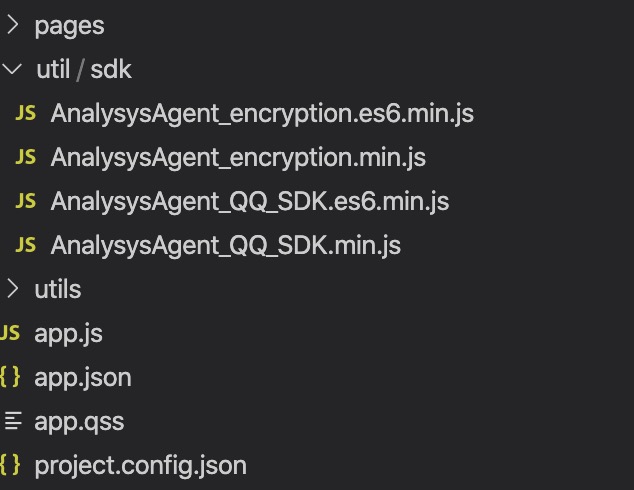 pages
util / sdk
JS AnalysysAgent_encryption.es6.min.js
JS AnalysysAgent_encryption.min.js
JS AnalysysAgent_QQ_SDK.es6.min.js
JS AnalysysAgent_QQ_SDK.min.js
utils
JS app.js
{ } app.json
app.qss
{ } project.config.json